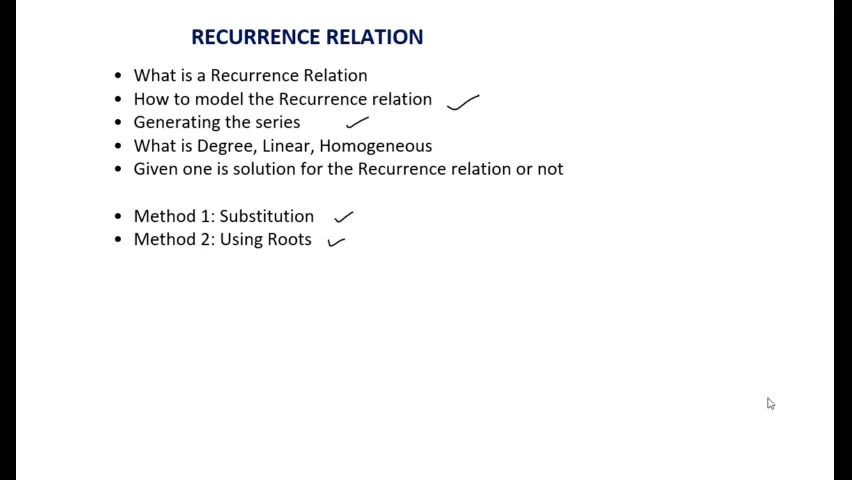 RECURRENCE RELATION
• What is a Recurrence Relation
• How to model the Recurrence relation ✓
• Generating the series ✓
• What is Degree, Linear, Homogeneous
• Given one is solution for the Recurrence relation or not
• Method 1: Substitution ✓
• Method 2: Using Roots ✓